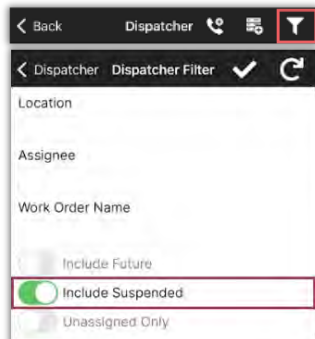 Back Dispatcher
Dispatcher Dispatcher Filter
Location
Assignee
Work Order Name
Include Future
Include Suspended
Unassigned Only